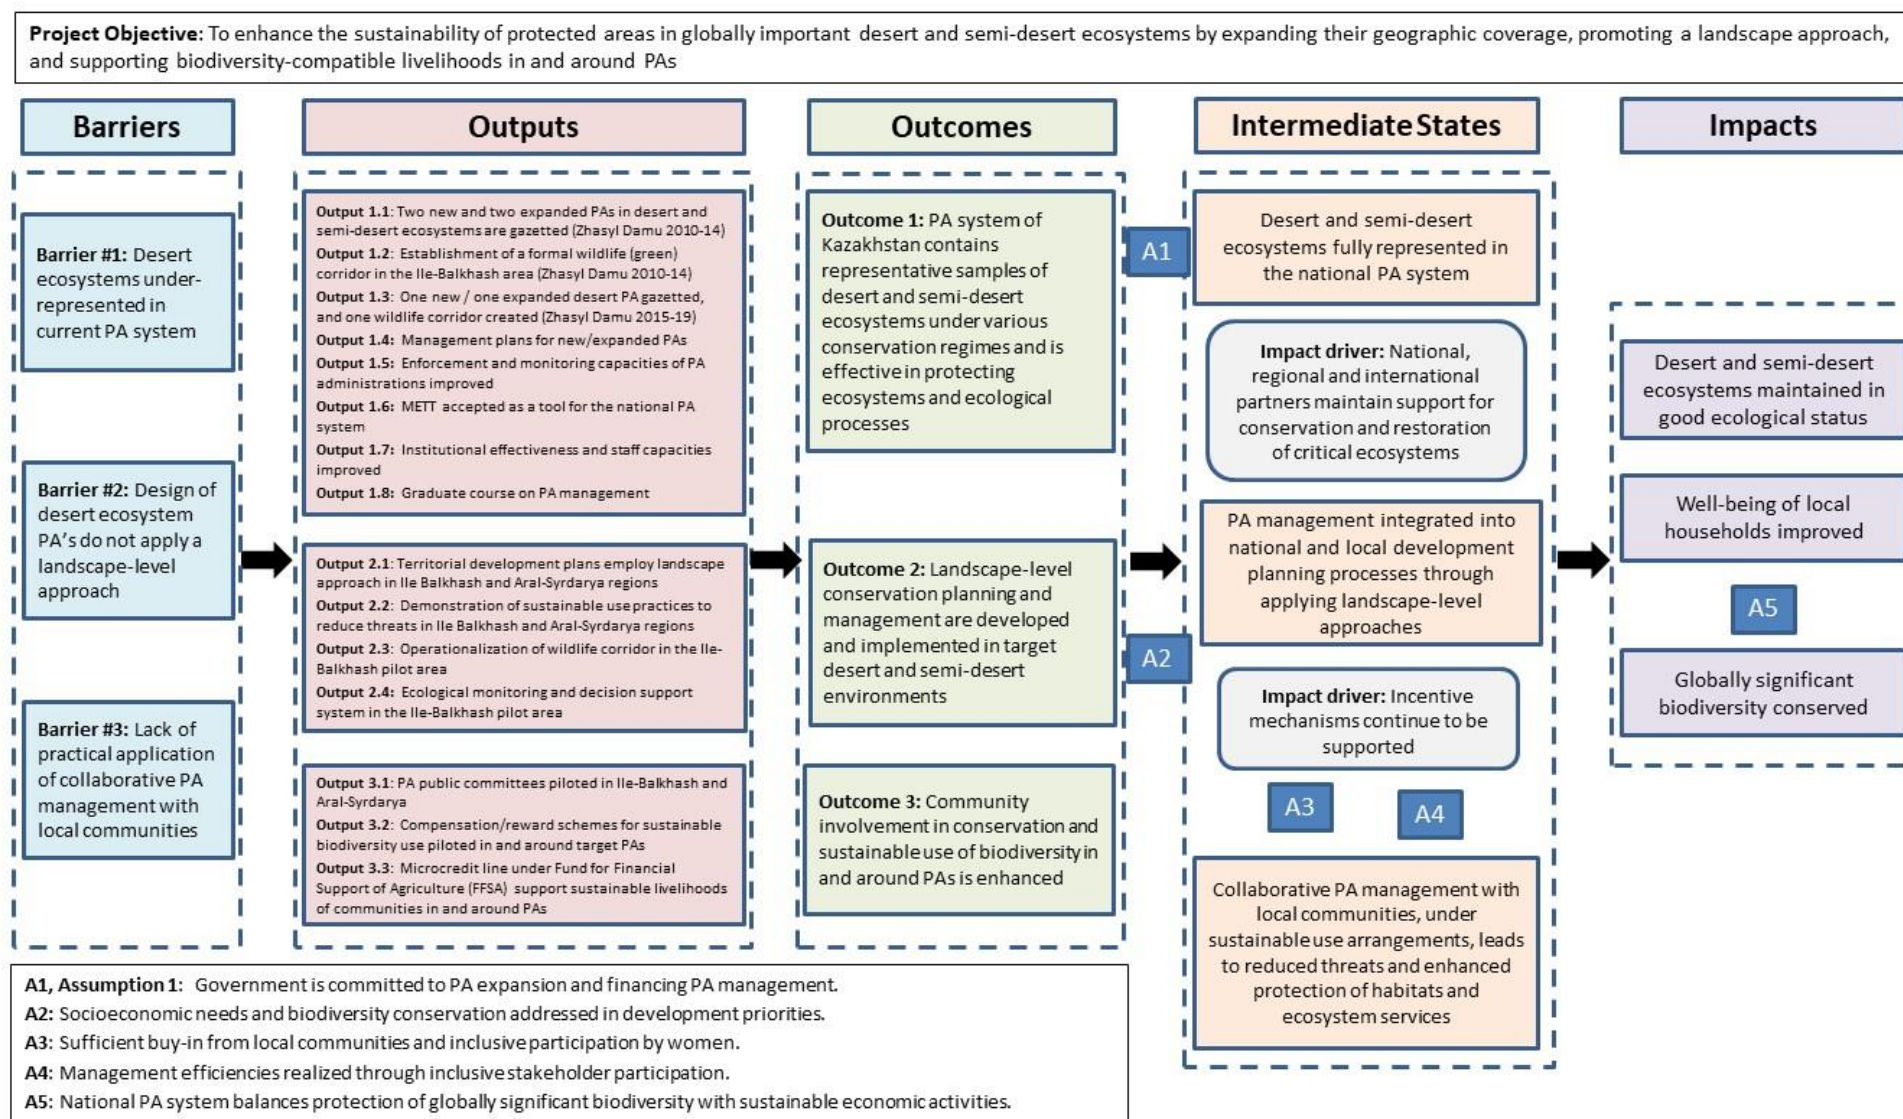 Project Objective: To enhance the sustainability of protected areas in globally important desert and semi-desert ecosystems by expanding their geographic coverage, promoting a landscape approach,
and supporting biodiversity-compatible livelihoods in and around PAs
Barriers
Outputs
Outcomes
Intermediate States
Impacts
Barrier #1: Desert
ecosystems under-
represented in
current PA system
Barrier #2: Design of
desert ecosystem
PA's do not apply a
landscape-level
approach
Barrier #3: Lack of
practical application
of collaborative PA
management with
local communities
Output 1.1: Two new and two expanded PAs in desert and
semi-desert ecosystems are gazetted (Zhasyl Damu 2010-14)
Output 1.2: Establishment of a formal wildlife (green)
corridor in the Ile-Balkhash area (Zhasyl Damu 2010-14)
Output 1.3: One new / one expanded desert PA gazetted,
and one wildlife corridor created (Zhasyl Damu 2015-19)
Output 1.4: Management plans for new/expanded PAs
Output 1.5: Enforcement and monitoring capacities of PA
administrations improved
Output 1.6: METT accepted as a tool for the national PA
system
Output 1.7: Institutional effectiveness and staff capacities
improved
Output 1.8: Graduate course on PA management
Output 2.1: Territorial development plans employ landscape
approach in Ile Balkhash and Aral-Syrdarya regions
Output 2.2: Demonstration of sustainable use practices to
reduce threats in Ile Balkhash and Aral-Syrdarya regions
Output 2.3: Operationalization of wildlife corridor in the Ile-
Balkhash pilot area
Output 2.4: Ecological monitoring and decision support
system in the Ile-Balkhash pilot area
Output 3.1: PA public committees piloted in Ile-Balkhash and
Aral-Syrdarya
Output 3.2: Compensation/reward schemes for sustainable
biodiversity use piloted in and around target PAs
Output 3.3: Microcredit line under Fund for Financial
Support of Agriculture (FFSA) support sustainable livelihoods
of communities in and around PAs
Outcome 1: PA system of
Kazakhstan contains
representative samples of
desert and semi-desert
ecosystems under various
conservation regimes and is
effective in protecting
ecosystems and ecological
processes
Outcome 2: Landscape-level
conservation planning and
management are developed
and implemented in target
desert and semi-desert
environments
Outcome 3: Community
involvement in conservation and
sustainable use of biodiversity in
and around PAs is enhanced
A1
A2
Desert and semi-desert
ecosystems fully represented in
the national PA system
Impact driver: National,
regional and international
partners maintain support for
conservation and restoration
of critical ecosystems
PA management integrated into
national and local development
planning processes through
applying landscape-level
approaches
Impact driver: Incentive
mechanisms continue to be
supported
A3
A4
Collaborative PA management with
local communities, under
sustainable use arrangements, leads
to reduced threats and enhanced
protection of habitats and
ecosystem services
Desert and semi-desert
ecosystems maintained in
good ecological status
Well-being of local
households improved
A5
Globally significant
biodiversity conserved
A1, Assumption 1: Government is committed to PA expansion and financing PA management.
A2: Socioeconomic needs and biodiversity conservation addressed in development priorities.
A3: Sufficient buy-in from local communities and inclusive participation by women.
A4: Management efficiencies realized through inclusive stakeholder participation.
A5: National PA system balances protection of globally significant biodiversity with sustainable economic activities.